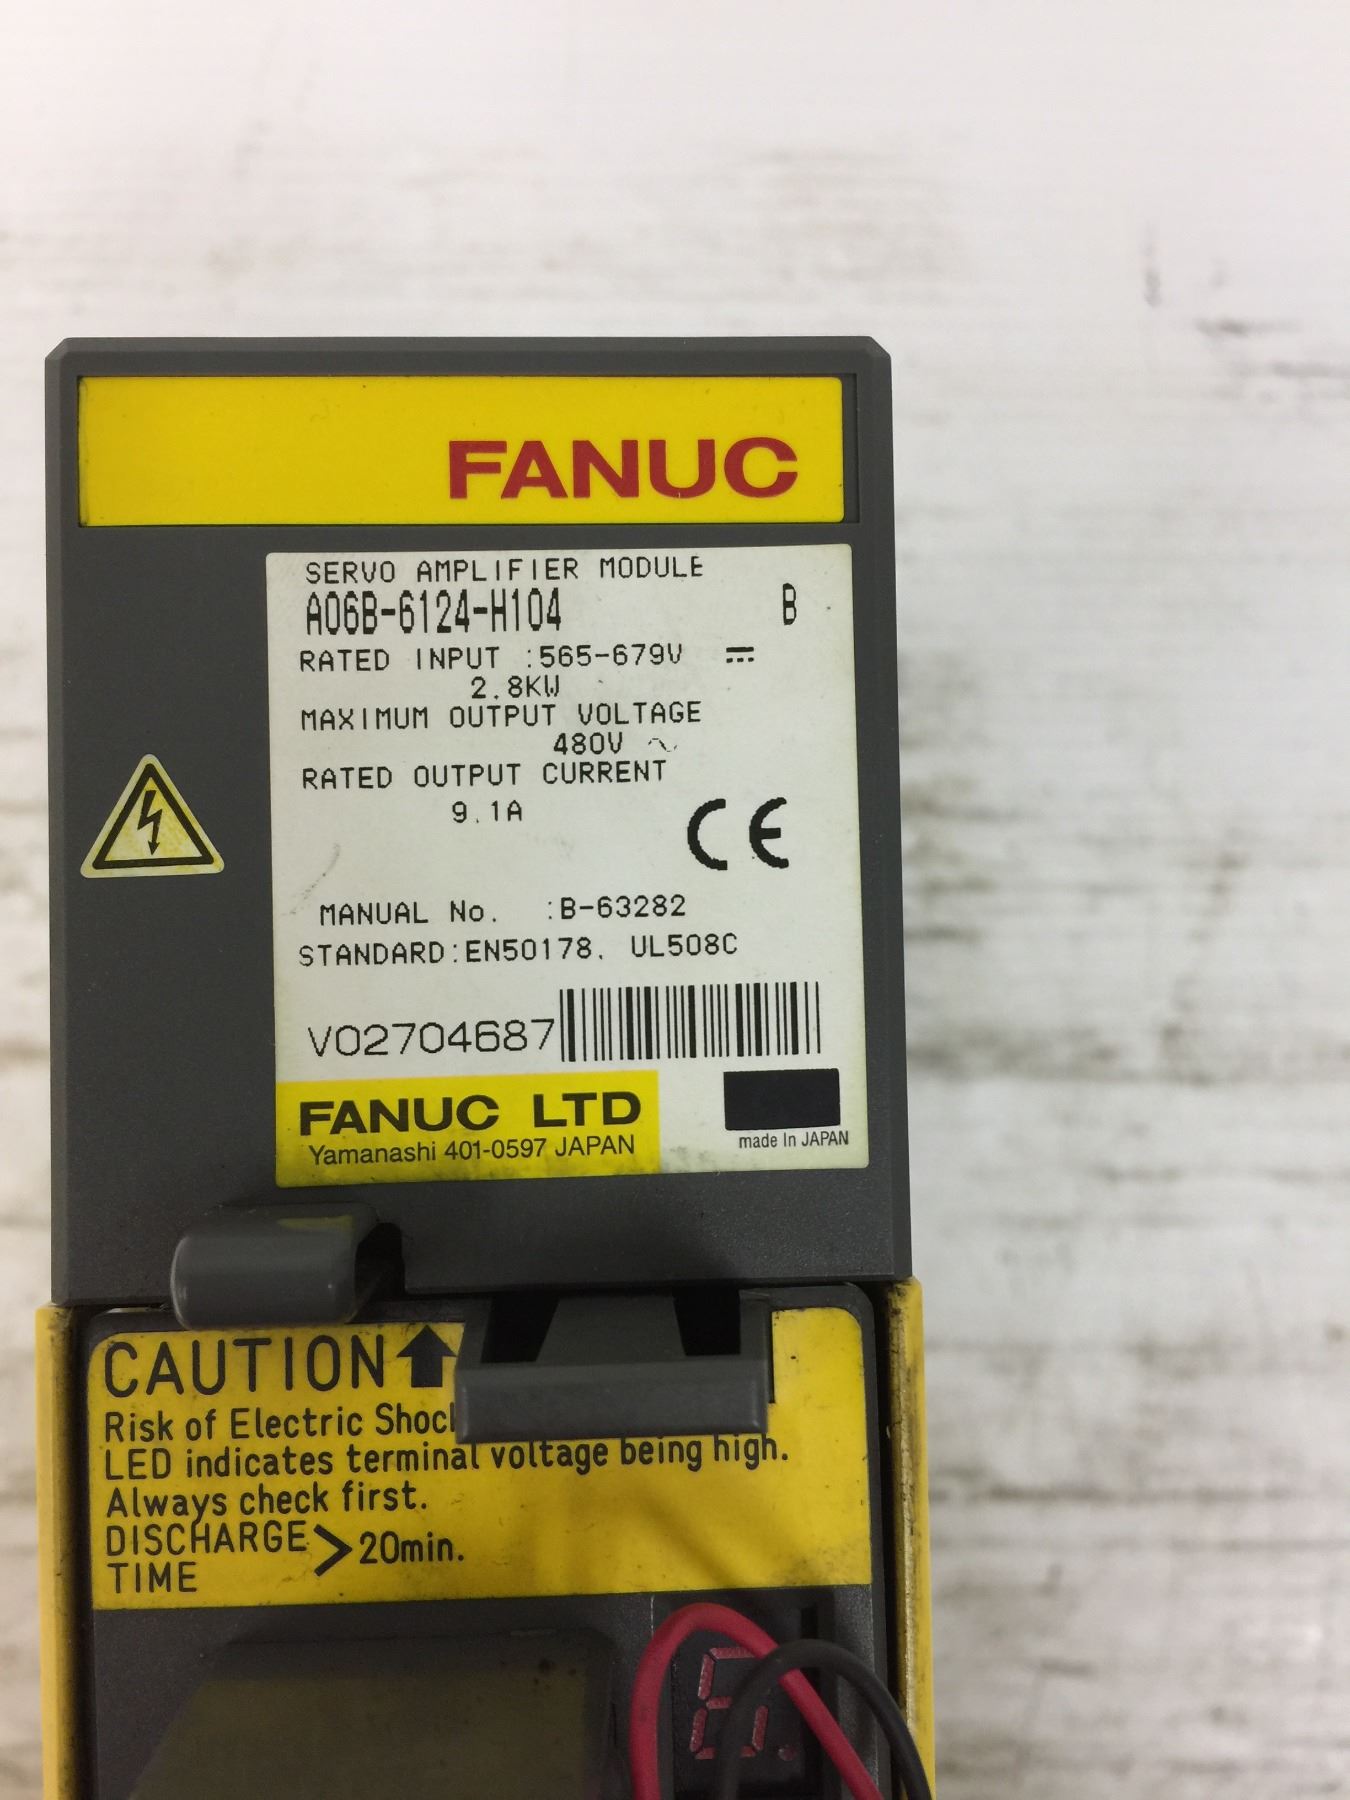 FANUC
SERVO AMPLIFIER MODULE
A06B-6124-H104 B
RATED INPUT :565-679V ⎓
2.8KW
MAXIMUM OUTPUT VOLTAGE
480V ~
RATED OUTPUT CURRENT
9.1A
CE
MANUAL No. :B-63282
STANDARD:EN50178, UL508C
V02704687
FANUC LTD
Yamanashi 401-0597 JAPAN
made In JAPAN
CAUTION
Risk of Electric
LED indicates terminal voltage being high.
Always check first.
DISCHARGE
TIME > 20min.